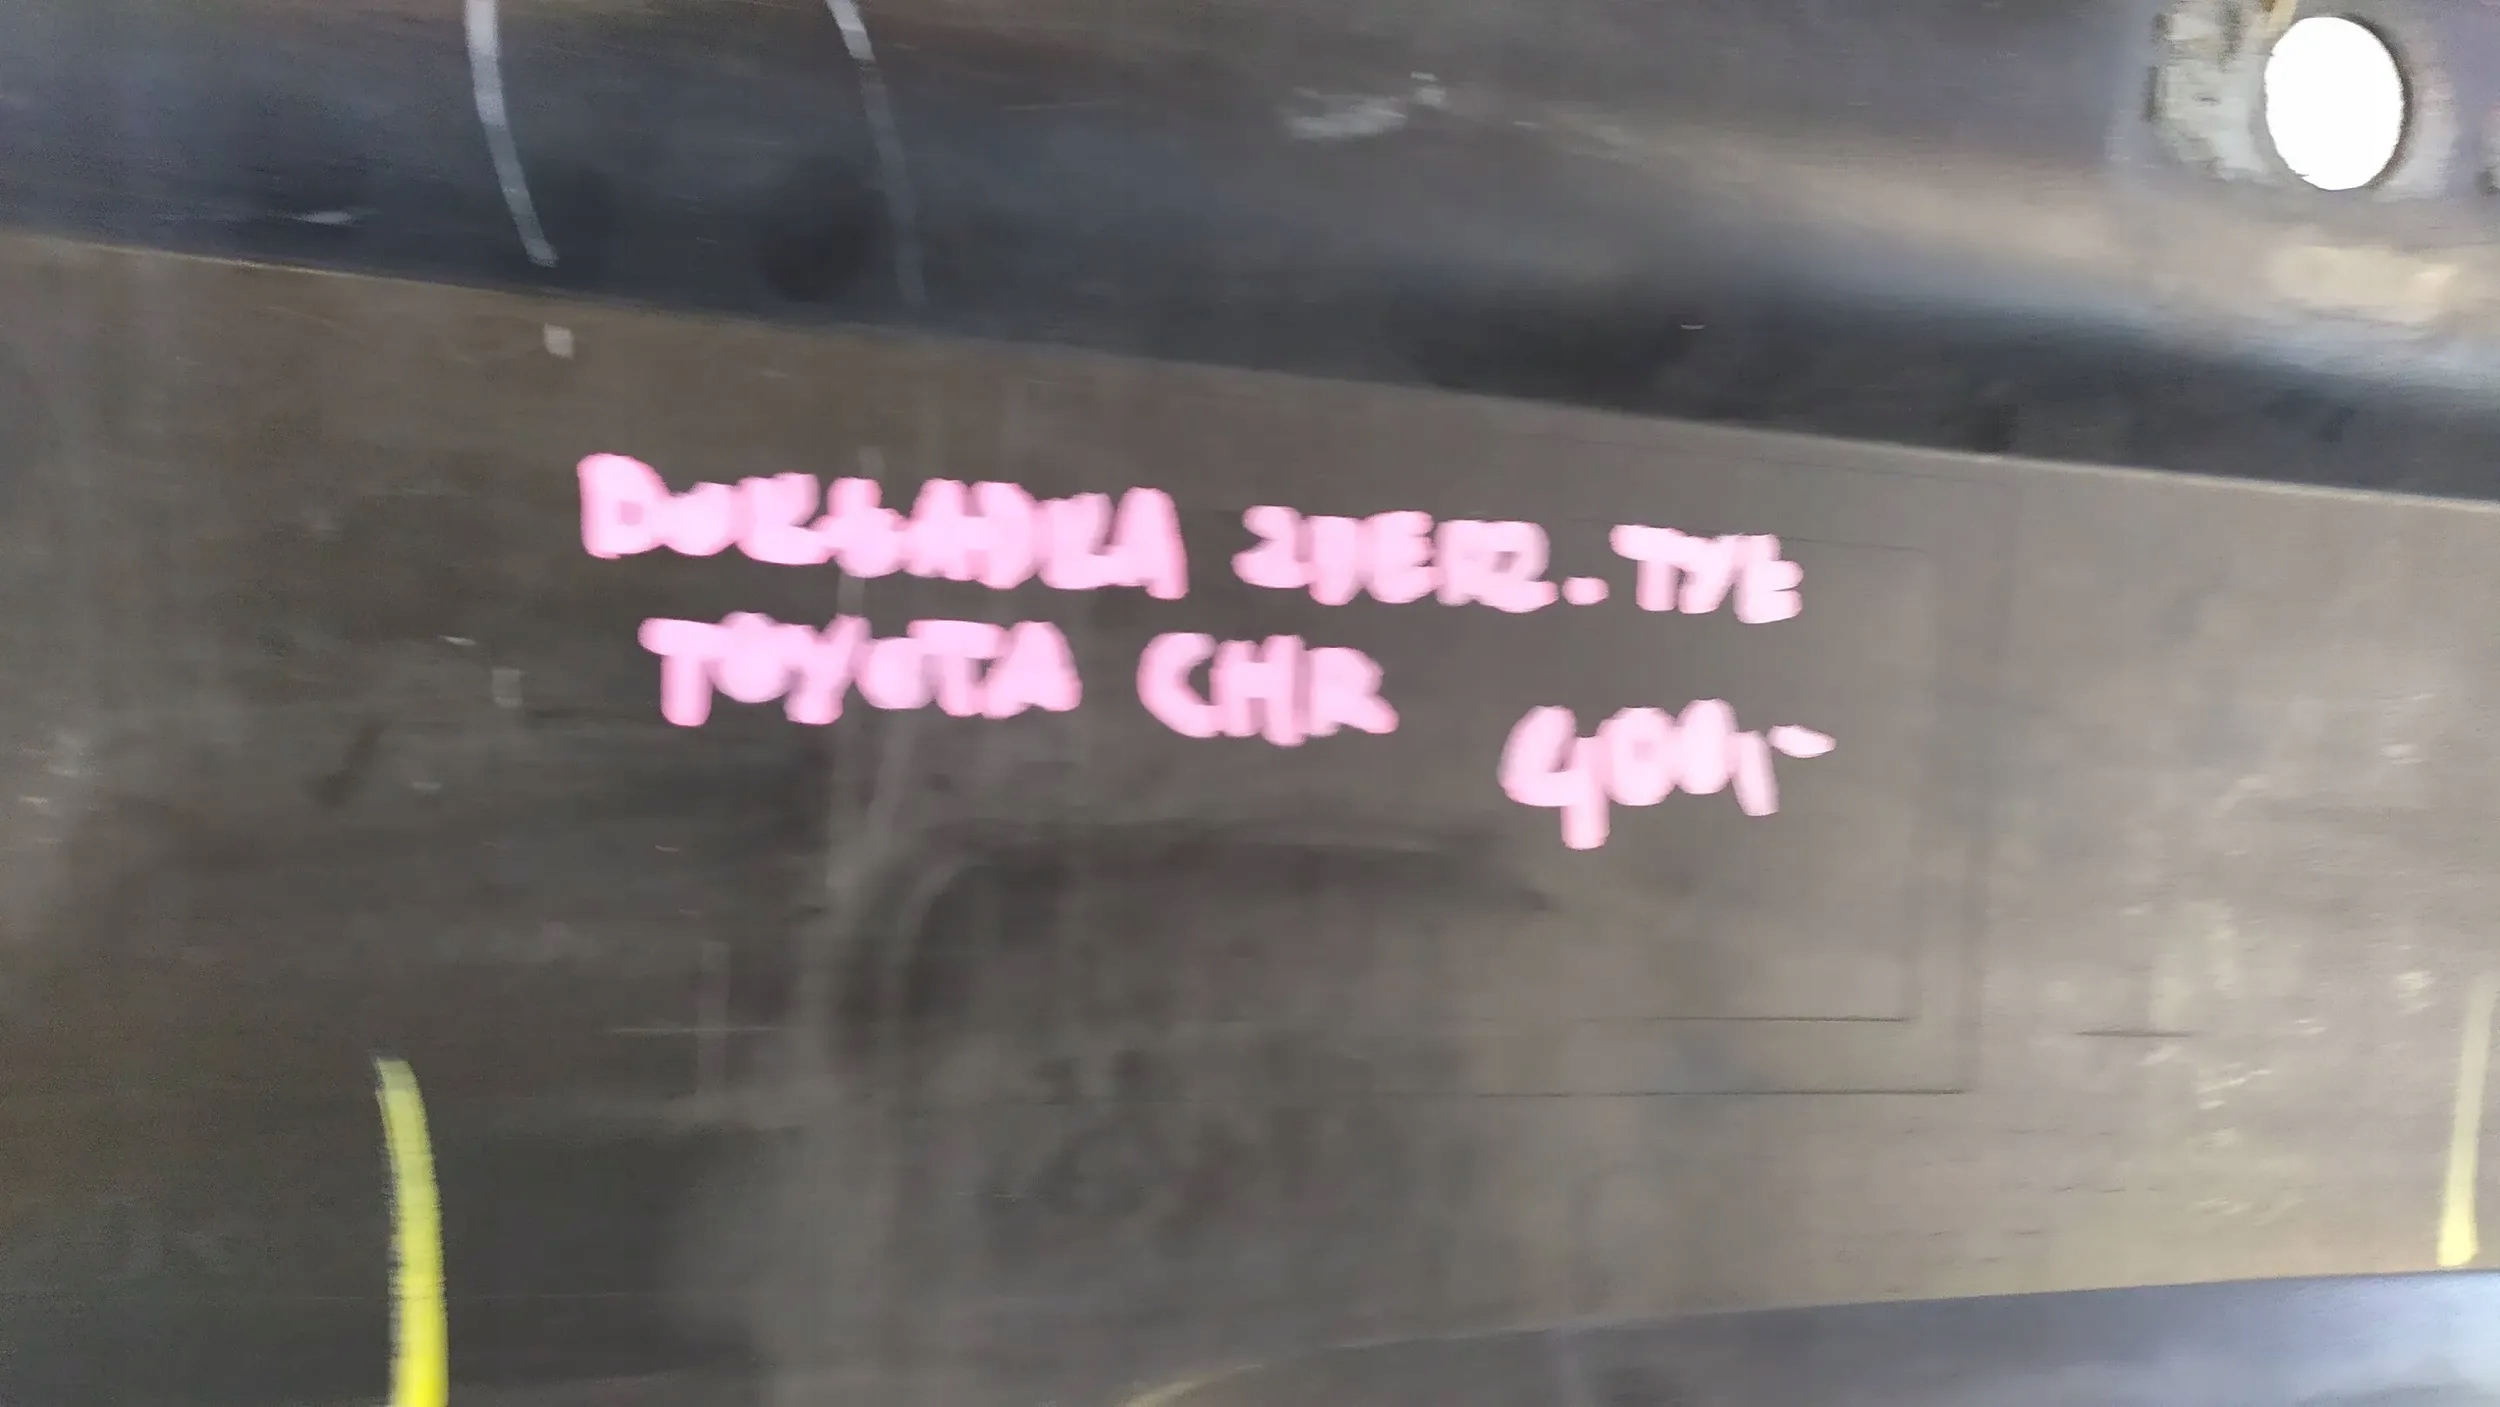 DOKŁADKA ZDERZ. TYŁ
TOYOTA CHR 400,-